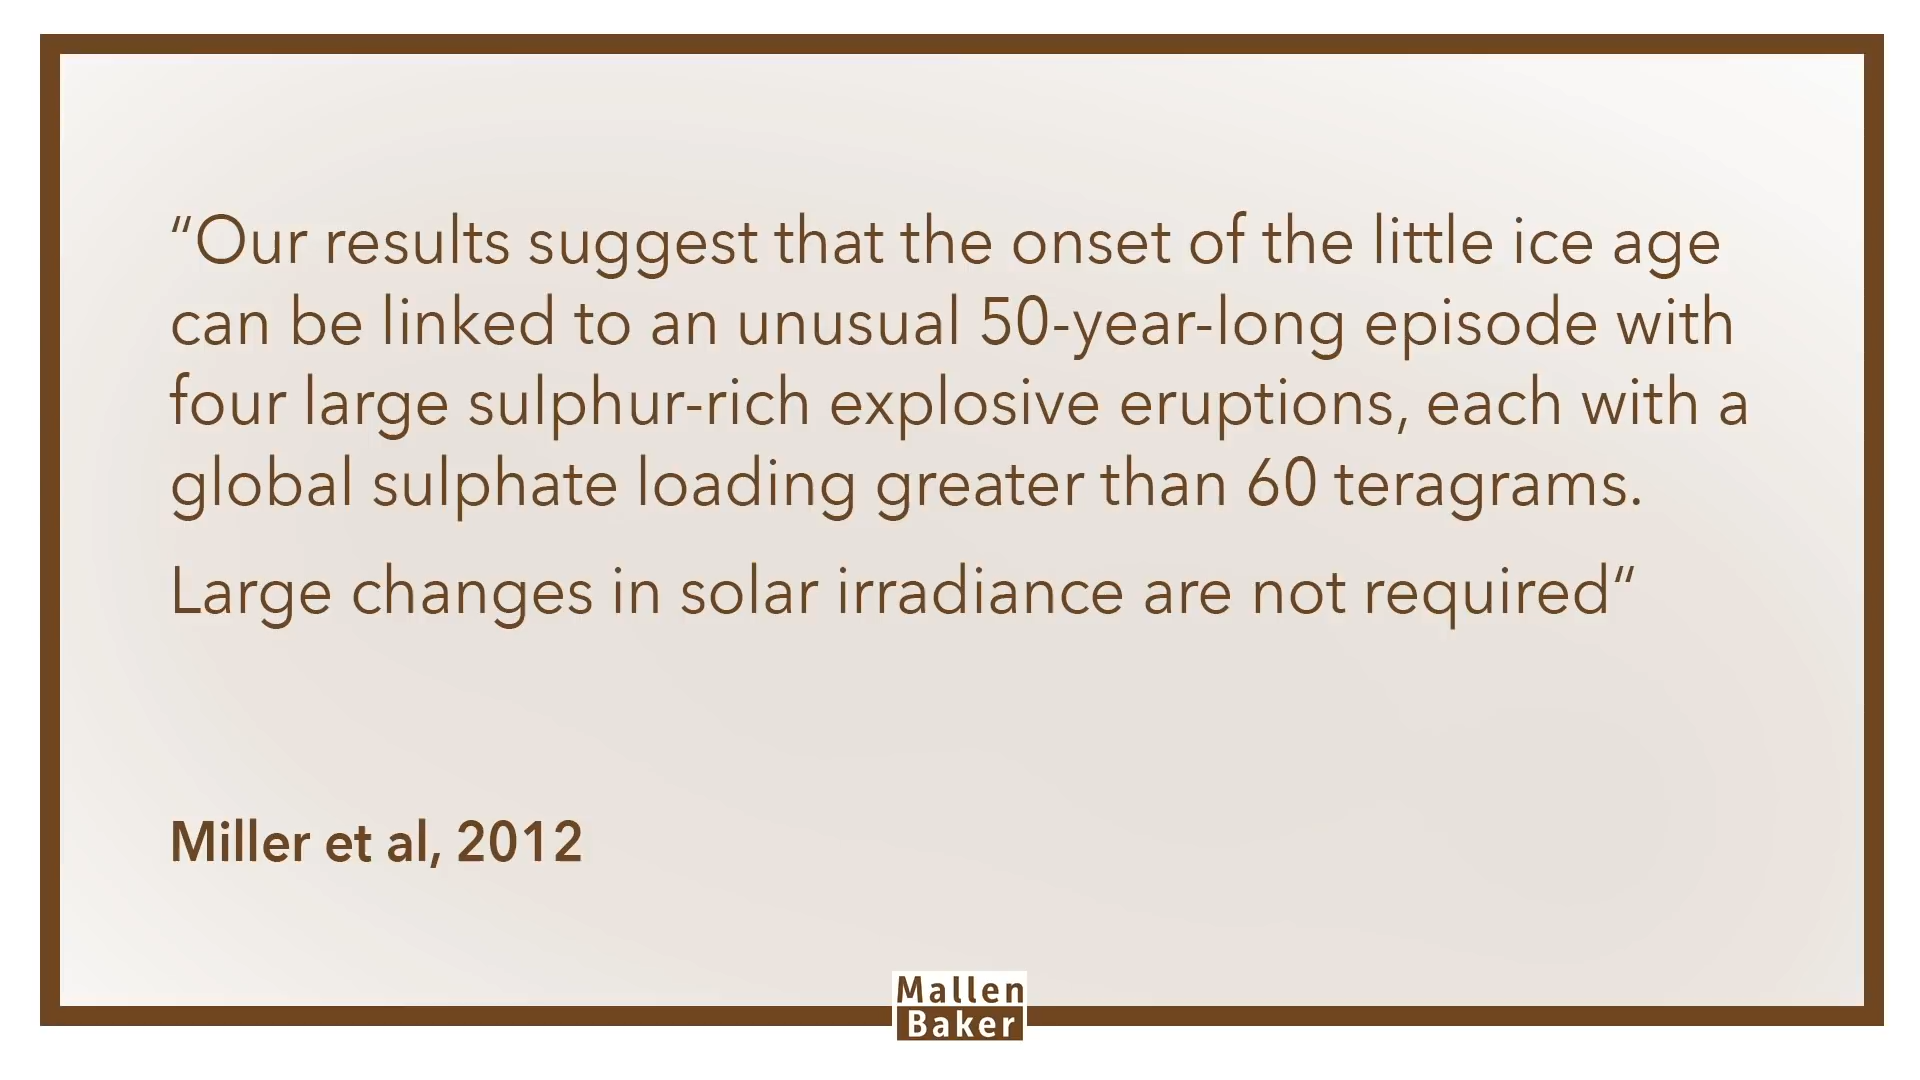 “Our results suggest that the onset of the little ice age
can be linked to an unusual 50-year-long episode with
four large sulphur-rich explosive eruptions, each with a
global sulphate loading greater than 60 teragrams.
Large changes in solar irradiance are not required“
Miller et al, 2012
Mallen
Baker